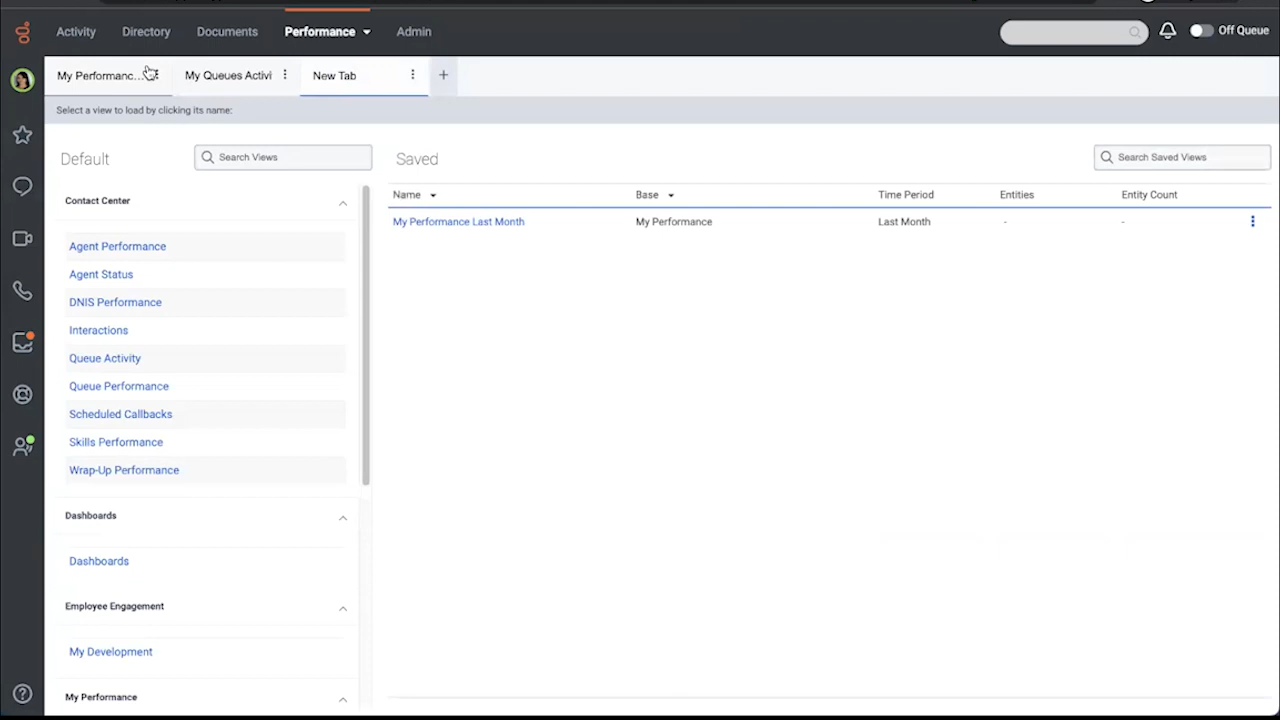 Activity Directory Documents Performance Admin Off Queue
My Performanc... My Queues Activi New Tab +
Select a view to load by clicking its name:
Default Search Views
Contact Center
Agent Performance
Agent Status
DNIS Performance
Interactions
Queue Activity
Queue Performance
Scheduled Callbacks
Skills Performance
Wrap-Up Performance
Dashboards
Dashboards
Employee Engagement
My Development
My Performance
Saved Search Saved Views
Name Base Time Period Entities Entity Count
My Performance Last Month My Performance Last Month - -